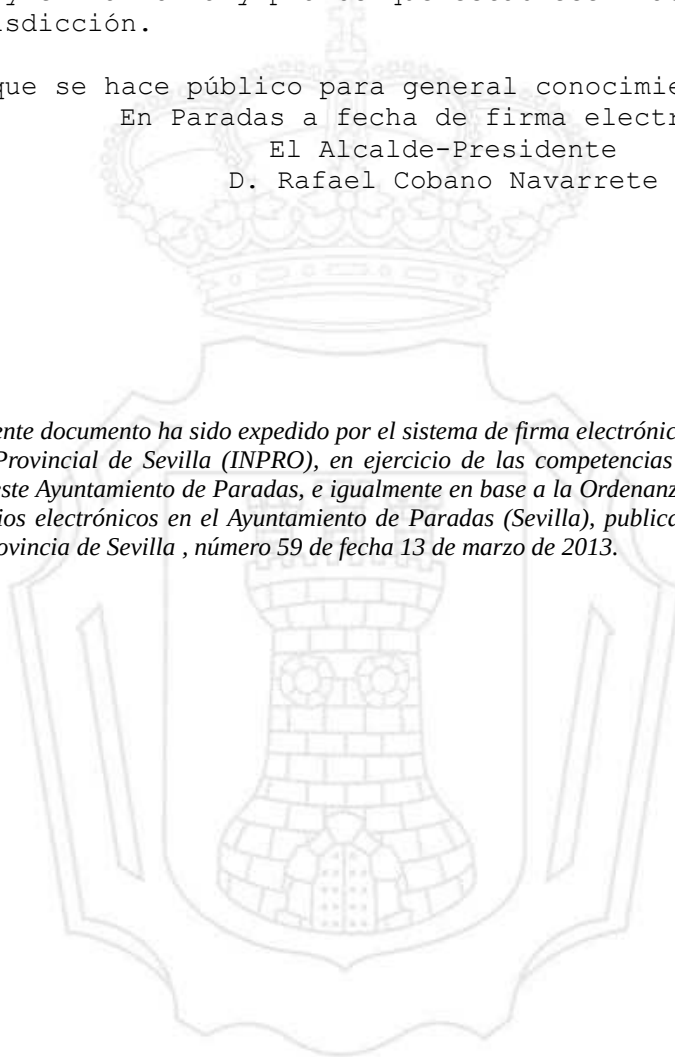 isdicción.
que se hace público para general conocimie
En Paradas a fecha de firma electr
El Alcalde-Presidente
D. Rafael Cobano Navarrete
ente documento ha sido expedido por el sistema de firma electrónic
Provincial de Sevilla (INPRO), en ejercicio de las competencias
este Ayuntamiento de Paradas, e igualmente en base a la Ordenanz
ios electrónicos en el Ayuntamiento de Paradas (Sevilla), publica
ovincia de Sevilla , número 59 de fecha 13 de marzo de 2013.